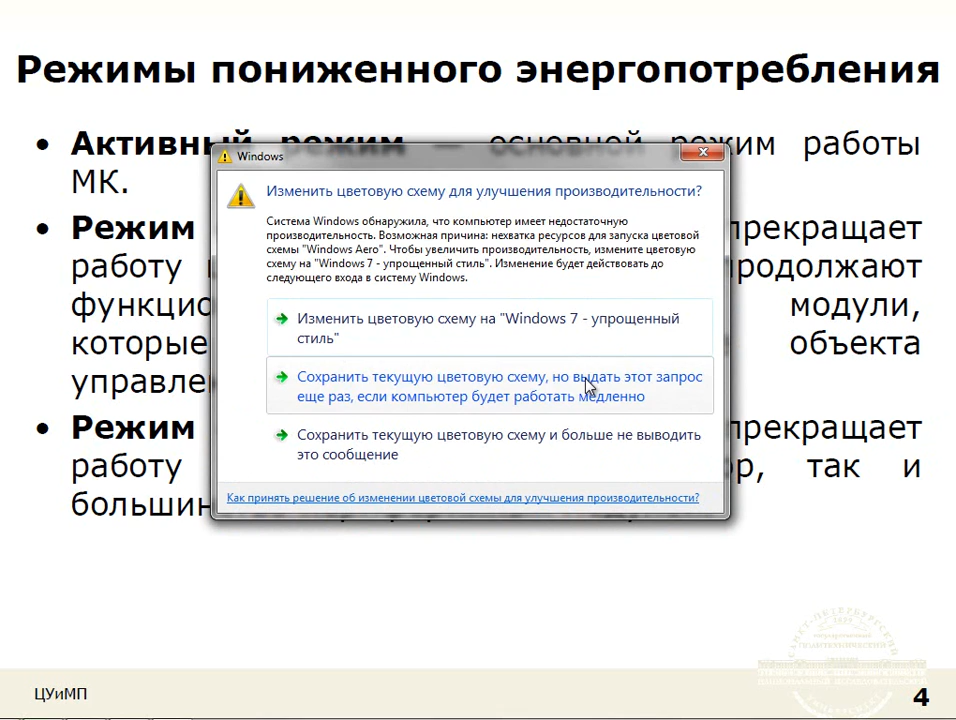 Режимы пониженного энергопотребления
• Активный режим — основной режим работы
МК.
• Режим прекращает
работу продолжают
модули,
которые объекта
• Режим прекращает
работу так и
Windows
Изменить цветовую схему для улучшения производительности?
Система Windows обнаружила, что компьютер имеет недостаточную
производительность. Возможная причина: нехватка ресурсов для запуска цветовой
схемы "Windows Aero". Чтобы увеличить производительность, измените цветовую
схему на "Windows 7 - упрощенный стиль". Изменение будет действовать до
следующего входа в систему Windows.
Изменить цветовую схему на "Windows 7 - упрощенный
стиль"
Сохранить текущую цветовую схему, но выдать этот запрос
еще раз, если компьютер будет работать медленно
Сохранить текущую цветовую схему и больше не выводить
это сообщение
Как принять решение об изменении цветовой схемы для улучшения производительности?
ЦУиМП
4